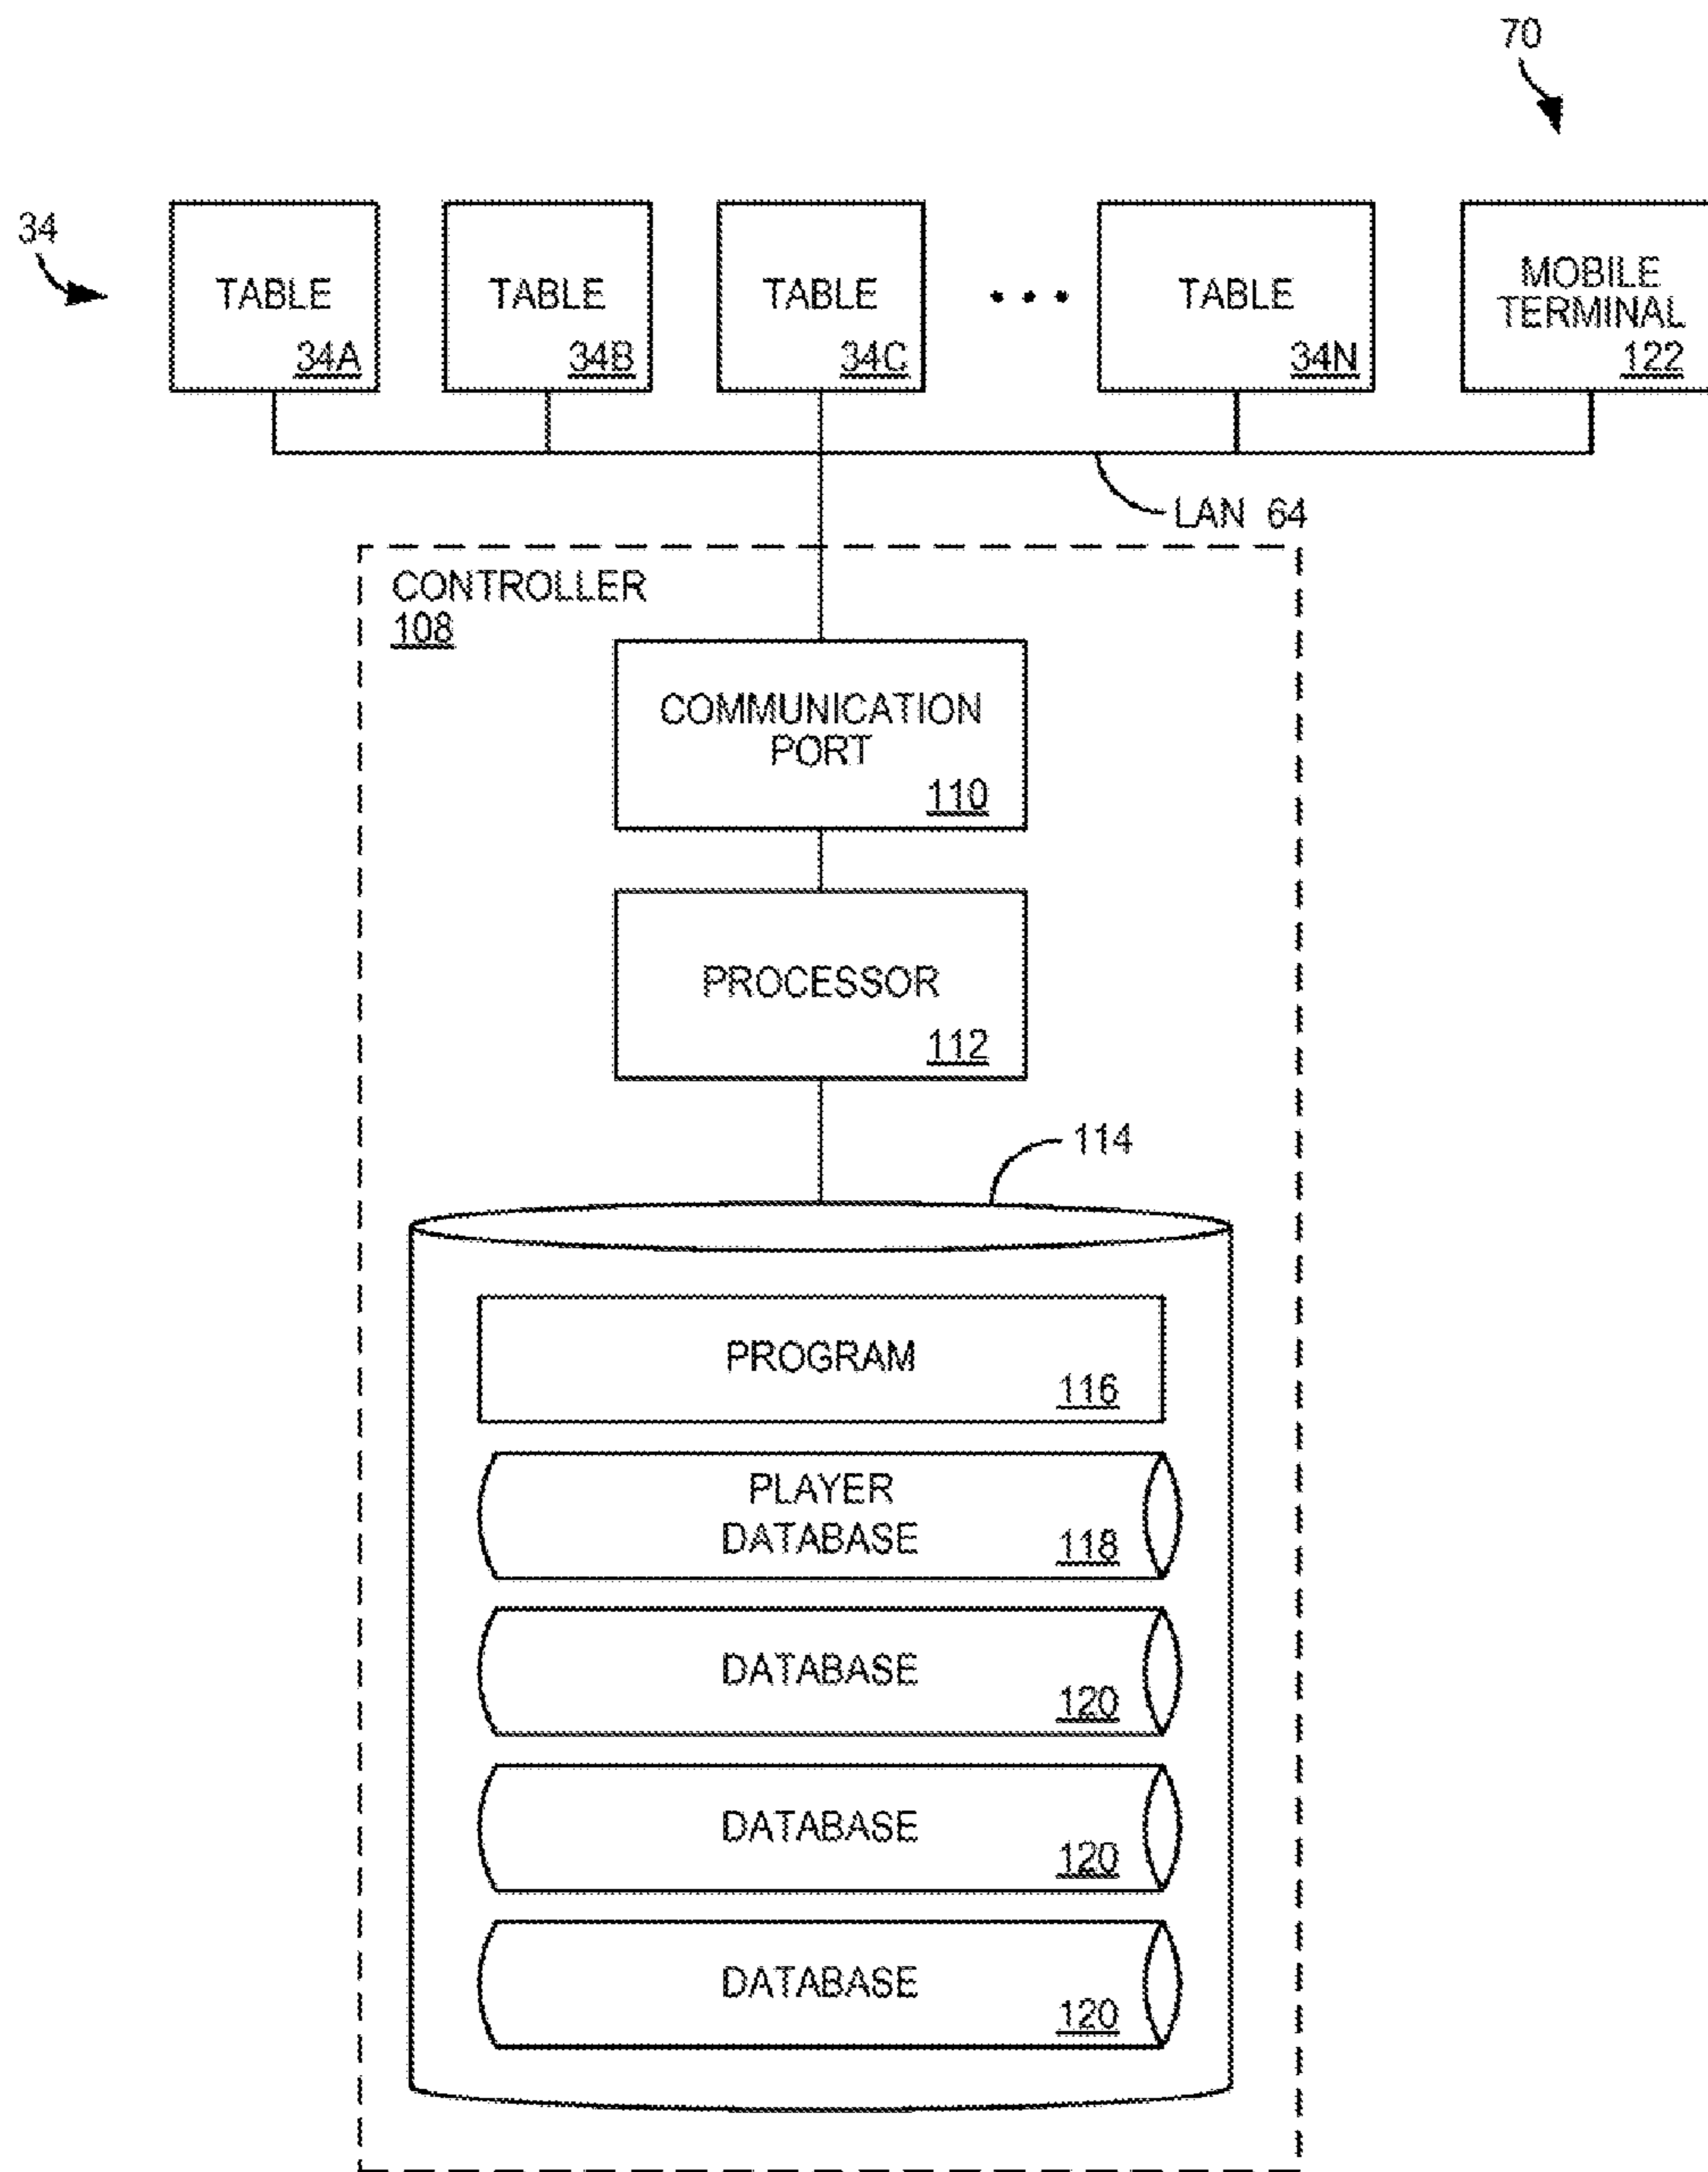 70
34
TABLE
34A
TABLE
34B
TABLE
34C
• • •
TABLE
34N
MOBILE
TERMINAL
122
LAN 64
CONTROLLER
108
COMMUNICATION
PORT
110
PROCESSOR
112
114
PROGRAM
116
PLAYER
DATABASE
118
DATABASE
120
DATABASE
120
DATABASE
120